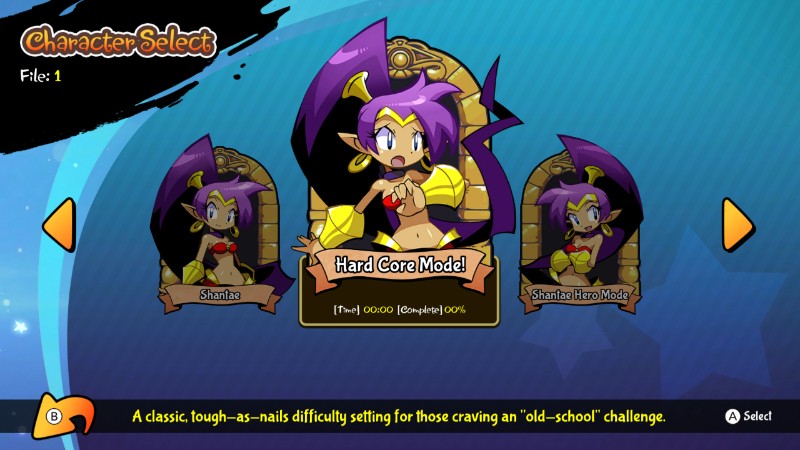 Character Select
File: 1
Hard Core Mode!
[Time] 00:00 [Complete] 00%
Shantae
Shantae Hero Mode
B
A classic, tough-as-nails difficulty setting for those craving an "old-school" challenge.
A Select